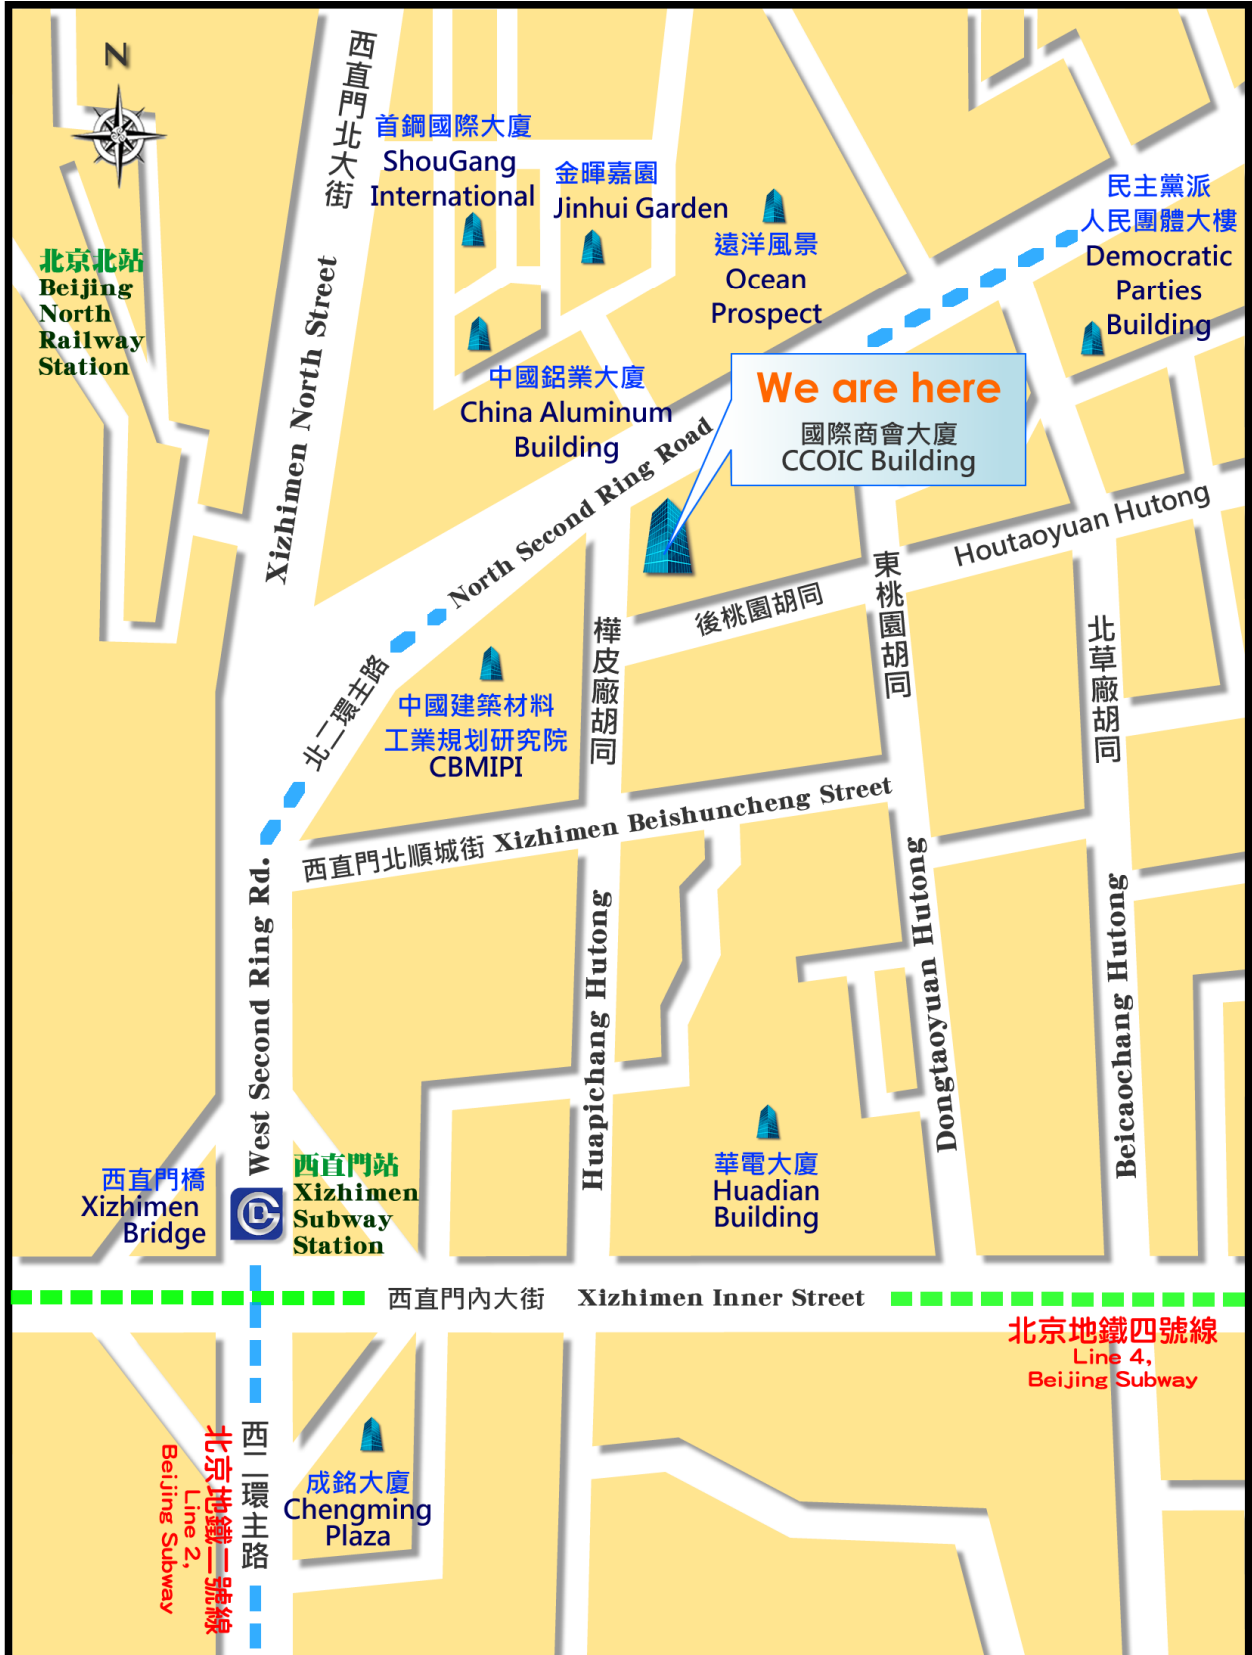 N
西直門北大街
Xizhimen North Street
首鋼國際大廈
ShouGang
International
金暉嘉園
Jinhui Garden
遠洋風景
Ocean
Prospect
民主黨派
人民團體大樓
Democratic
Parties
Building
北京北站
Beijing
North
Railway
Station
中國鋁業大廈
China Aluminum
Building
We are here
國際商會大廈
CCOIC Building
North Second Ring Road
北二環主路
Houtaoyuan Hutong
後桃園胡同
東桃園胡同
樺皮廠胡同
北草廠胡同
中國建築材料
工業規划研究院
CBMIPI
西直門北順城街 Xizhimen Beishuncheng Street
West Second Ring Rd.
Huapichang Hutong
Dongtaoyuan Hutong
Beicaochang Hutong
華電大廈
Huadian
Building
西直門橋
Xizhimen
Bridge
西直門站
Xizhimen
Subway
Station
西直門內大街 Xizhimen Inner Street
北京地鐵四號線
Line 4,
Beijing Subway
西二環主路
北京地鐵二號線
Line 2,
Beijing Subway
成銘大廈
Chengming
Plaza